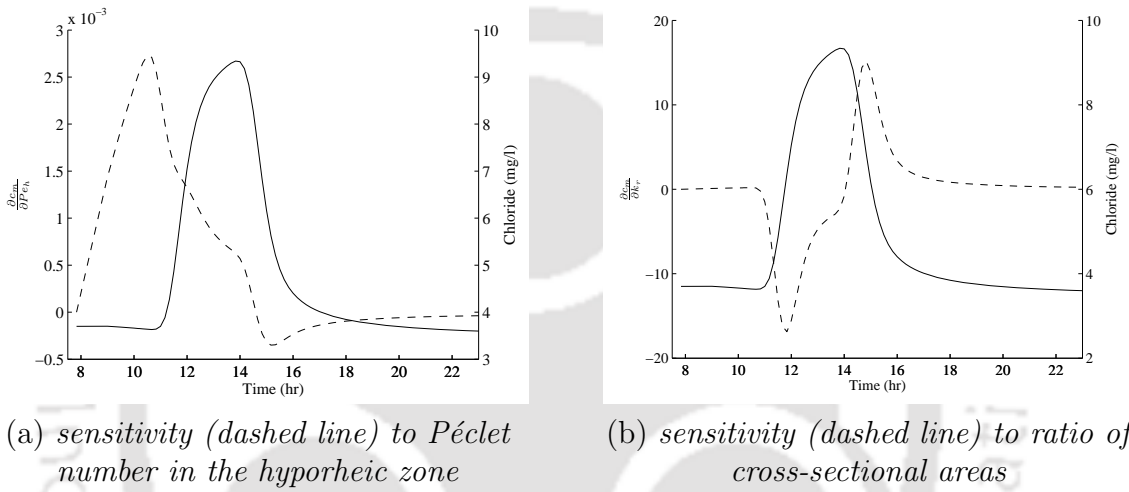 x 10⁻³
3
2.5
2
1.5
1
0.5
0
−0.5
∂c_m/∂Pe_h
10
9
8
7
6
5
4
3
Chloride (mg/l)
8 10 12 14 16 18 20 22
Time (hr)
20
10
0
−10
−20
∂c_m/∂k_r
10
8
6
4
2
Chloride (mg/l)
8 10 12 14 16 18 20 22
Time (hr)
(a) sensitivity (dashed line) to Péclet
number in the hyporheic zone
(b) sensitivity (dashed line) to ratio of
cross-sectional areas